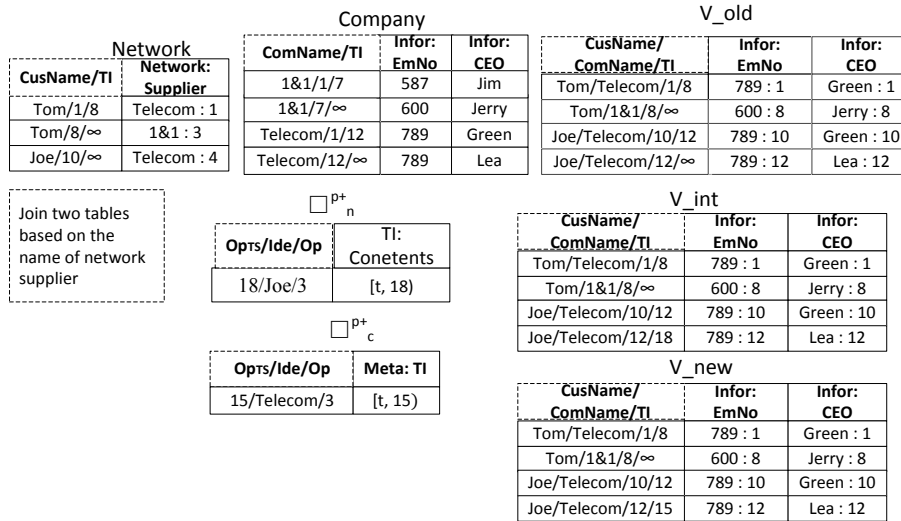 Network
CusName/TI Network: Supplier
Tom/1/8 Telecom : 1
Tom/8/∞ 1&1 : 3
Joe/10/∞ Telecom : 4
Company
ComName/TI Infor: EmNo Infor: CEO
1&1/1/7 587 Jim
1&1/7/∞ 600 Jerry
Telecom/1/12 789 Green
Telecom/12/∞ 789 Lea
V_old
CusName/ ComName/TI Infor: EmNo Infor: CEO
Tom/Telecom/1/8 789 : 1 Green : 1
Tom/1&1/8/∞ 600 : 8 Jerry : 8
Joe/Telecom/10/12 789 : 10 Green : 10
Joe/Telecom/12/∞ 789 : 12 Lea : 12
Join two tables
based on the
name of network
supplier
□ p+ n
OpTS/Ide/Op TI: Conetents
18/Joe/3 [t, 18)
□ p+ c
OpTS/Ide/Op Meta: TI
15/Telecom/3 [t, 15)
V_int
CusName/ ComName/TI Infor: EmNo Infor: CEO
Tom/Telecom/1/8 789 : 1 Green : 1
Tom/1&1/8/∞ 600 : 8 Jerry : 8
Joe/Telecom/10/12 789 : 10 Green : 10
Joe/Telecom/12/18 789 : 12 Lea : 12
V_new
CusName/ ComName/TI Infor: EmNo Infor: CEO
Tom/Telecom/1/8 789 : 1 Green : 1
Tom/1&1/8/∞ 600 : 8 Jerry : 8
Joe/Telecom/10/12 789 : 10 Green : 10
Joe/Telecom/12/15 789 : 12 Lea : 12